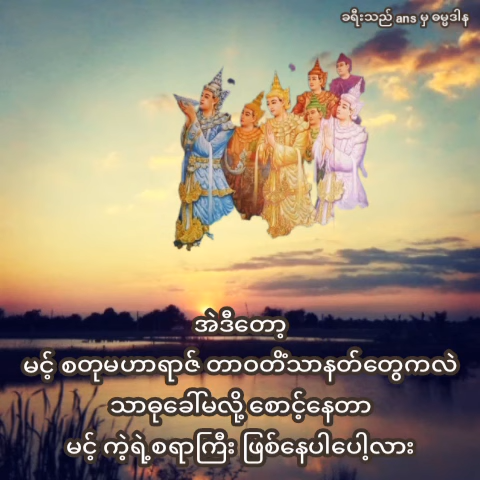 ခရီးသည် ans မှ ဓမ္မဒါန
အဲဒီတော့
မင့် စတုမဟာရာဇ် တာဝတိံသာနတ်တွေကလဲ
သာဓုခေါ်မလို့ စောင့်နေတာ
မင့် ကဲ့ရဲ့စရာကြီး ဖြစ်နေပါပေါ့လား